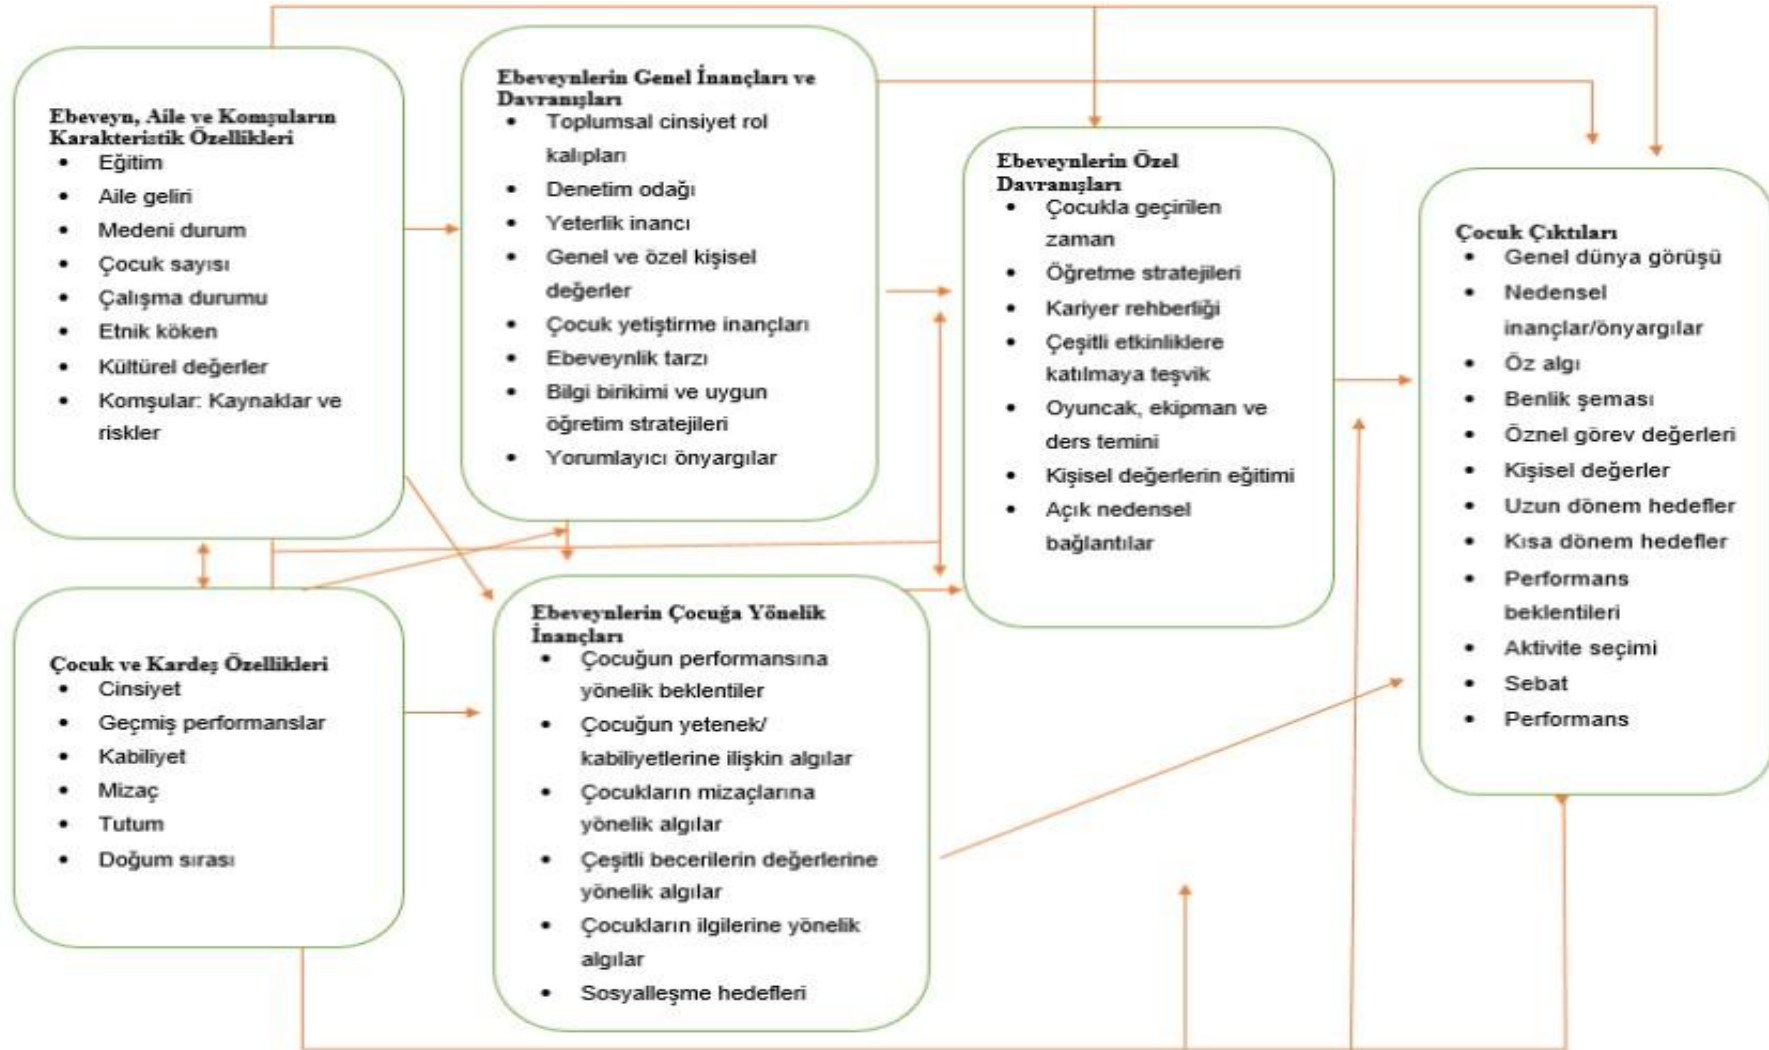 Ebeveyn, Aile ve Komşuların
Karakteristik Özellikleri
• Eğitim
• Aile geliri
• Medeni durum
• Çocuk sayısı
• Çalışma durumu
• Etnik köken
• Kültürel değerler
• Komşular: Kaynaklar ve
riskler
Çocuk ve Kardeş Özellikleri
• Cinsiyet
• Geçmiş performanslar
• Kabiliyet
• Mizaç
• Tutum
• Doğum sırası
Ebeveynlerin Genel İnançları ve
Davranışları
• Toplumsal cinsiyet rol
kalıpları
• Denetim odağı
• Yeterlik inancı
• Genel ve özel kişisel
değerler
• Çocuk yetiştirme inançları
• Ebeveynlik tarzı
• Bilgi birikimi ve uygun
öğretim stratejileri
• Yorumlayıcı önyargılar
Ebeveynlerin Çocuğa Yönelik
İnançları
• Çocuğun performansına
yönelik beklentiler
• Çocuğun yetenek/
kabiliyetlerine ilişkin algılar
• Çocukların mizaçlarına
yönelik algılar
• Çeşitli becerilerin değerlerine
yönelik algılar
• Çocukların ilgilerine yönelik
algılar
• Sosyalleşme hedefleri
Ebeveynlerin Özel
Davranışları
• Çocukla geçirilen
zaman
• Öğretme stratejileri
• Kariyer rehberliği
• Çeşitli etkinliklere
katılmaya teşvik
• Oyuncak, ekipman ve
ders temini
• Kişisel değerlerin eğitimi
• Açık nedensel
bağlantılar
Çocuk Çıktıları
• Genel dünya görüşü
• Nedensel
inançlar/önyargılar
• Öz algı
• Benlik şeması
• Öznel görev değerleri
• Kişisel değerler
• Uzun dönem hedefler
• Kısa dönem hedefler
• Performans
beklentileri
• Aktivite seçimi
• Sebat
• Performans